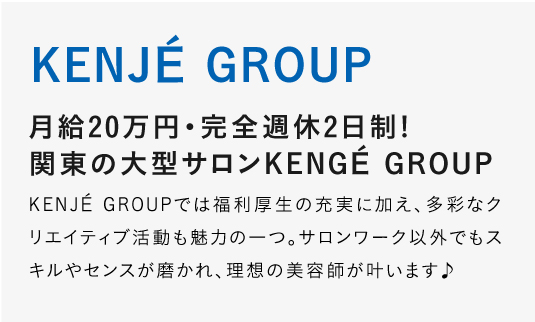 KENJÉ GROUP
月給20万円・完全週休2日制!
関東の大型サロンKENGÉ GROUP
KENJÉ GROUPでは福利厚生の充実に加え、多彩なク
リエイティブ活動も魅力の一つ。サロンワーク以外でもス
キルやセンスが磨かれ、理想の美容師が叶います♪